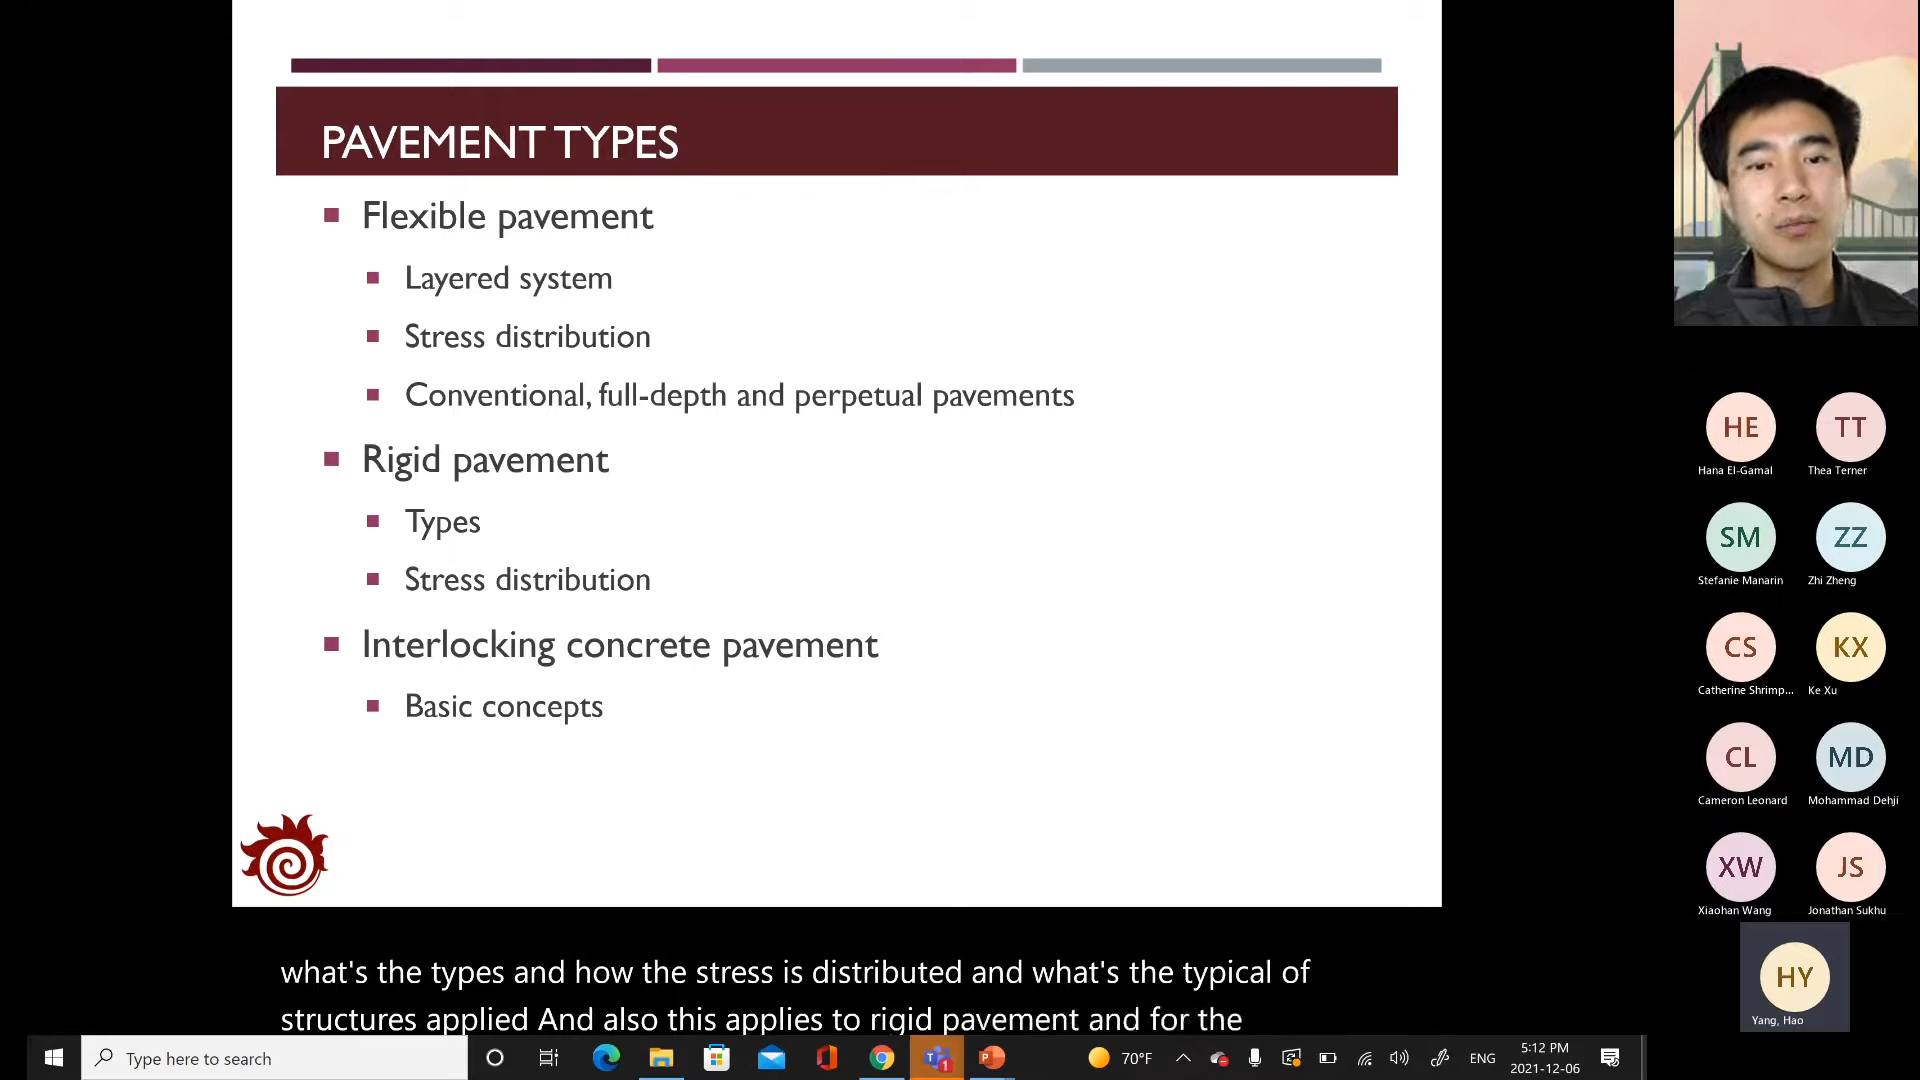 PAVEMENT TYPES
Flexible pavement
Layered system
Stress distribution
Conventional, full-depth and perpetual pavements
Rigid pavement
Types
Stress distribution
Interlocking concrete pavement
Basic concepts
HE
TT
Hana El-Gamal
Thea Terner
SM
ZZ
Stefanie Manarin
Zhi Zheng
CS
KX
Catherine Shrimp...
Ke Xu
CL
MD
Cameron Leonard
Mohammad Dehji
XW
JS
Xiaohan Wang
Jonathan Sukhu
HY
Yang, Hao
what's the types and how the stress is distributed and what's the typical of
structures applied And also this applies to rigid pavement and for the
Type here to search
1
70°F
ENG
5:12 PM
2021-12-06